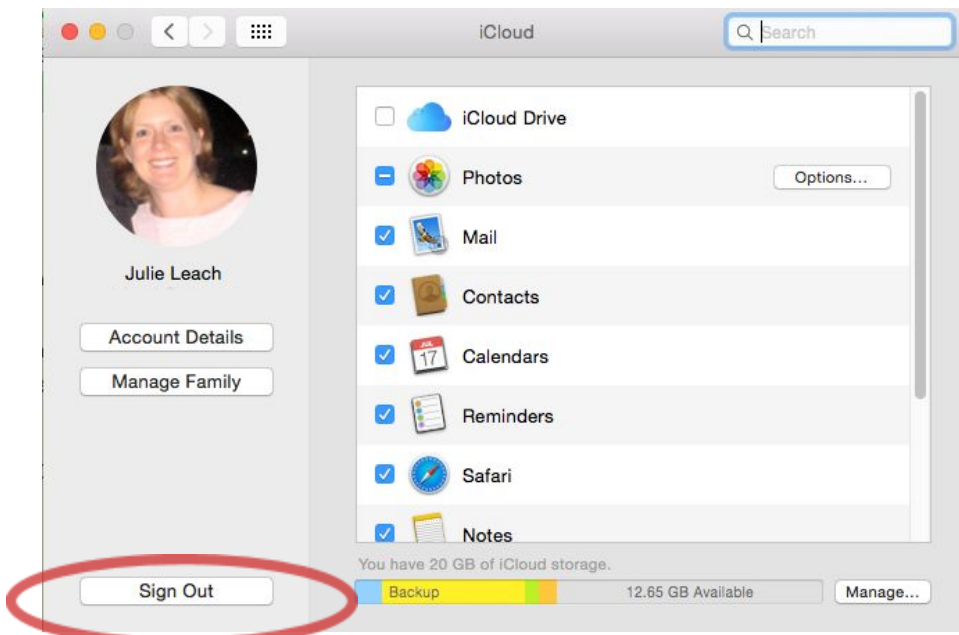 iCloud
Search
Julie Leach
Account Details
Manage Family
Sign Out
iCloud Drive
Photos
Options...
Mail
Contacts
JUL
17
Calendars
Reminders
Safari
Notes
You have 20 GB of iCloud storage.
Backup
12.65 GB Available
Manage...